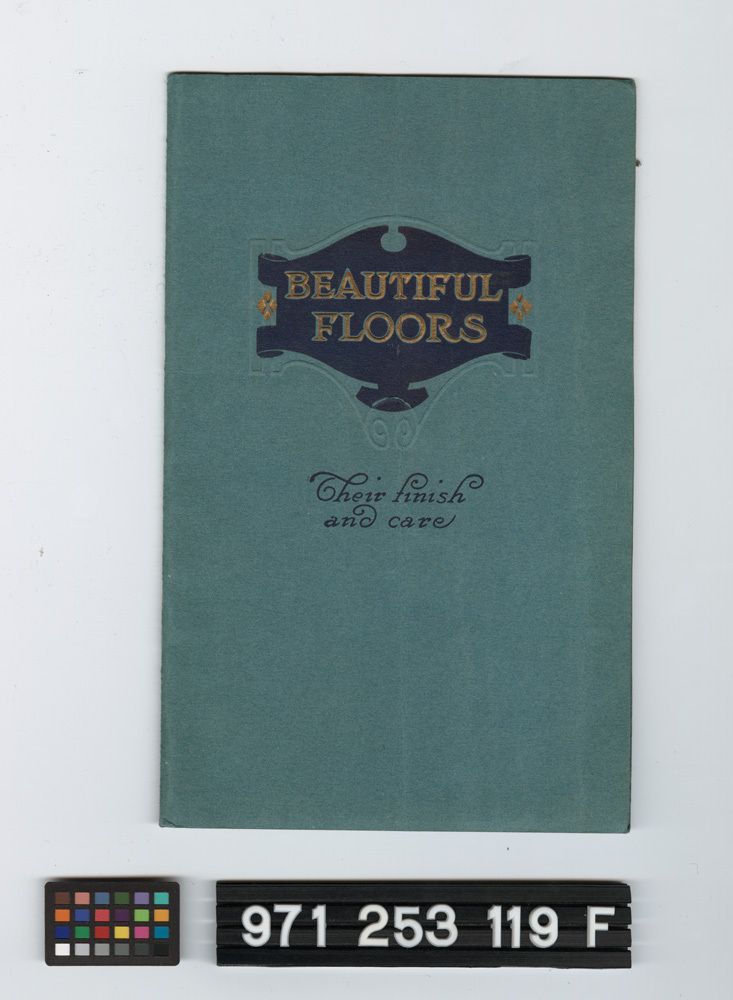 BEAUTIFUL
FLOORS
Their finish
and care
971 253 119 F